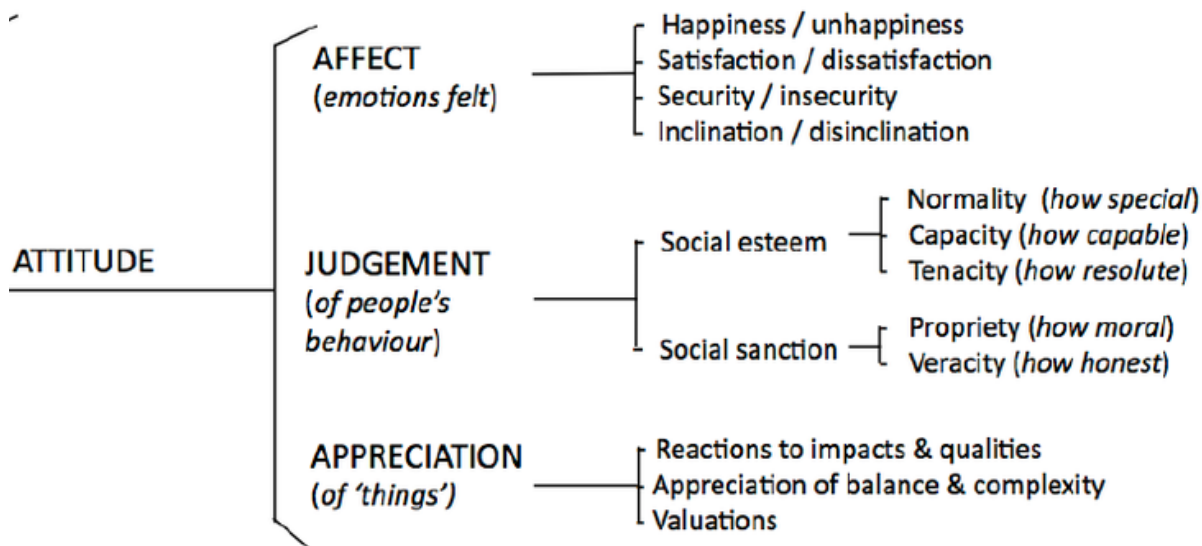 ATTITUDE
AFFECT
(emotions felt)
Happiness / unhappiness
Satisfaction / dissatisfaction
Security / insecurity
Inclination / disinclination
JUDGEMENT
(of people's
behaviour)
Social esteem
Normality (how special)
Capacity (how capable)
Tenacity (how resolute)
Social sanction
Propriety (how moral)
Veracity (how honest)
APPRECIATION
(of 'things')
Reactions to impacts & qualities
Appreciation of balance & complexity
Valuations